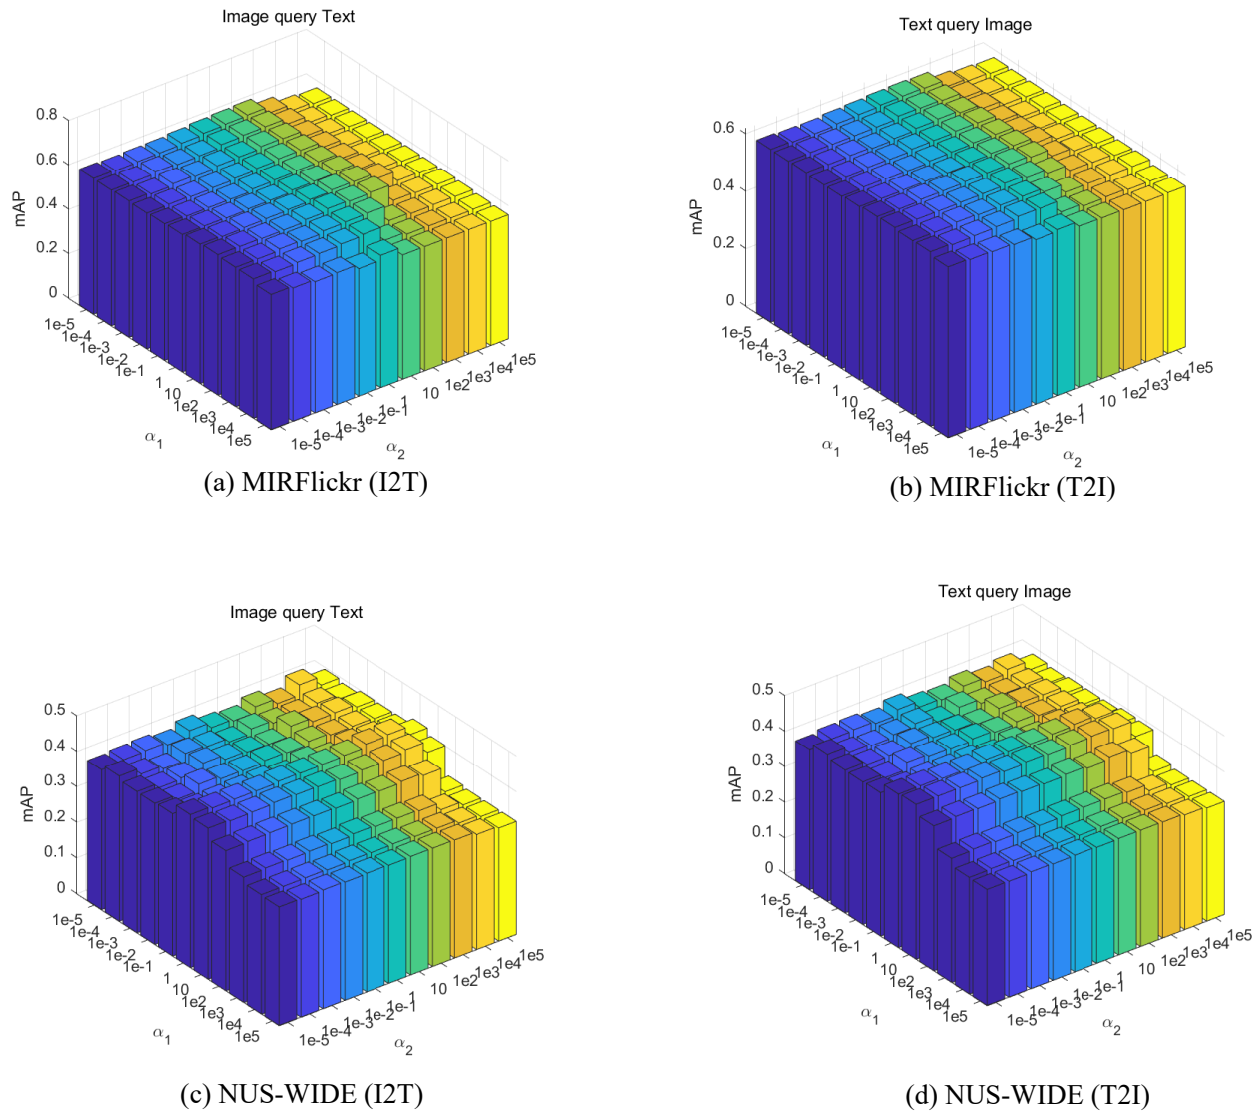 Image query Text
0.8
0.6
0.4
0.2
0
mAP
1e-5
1e-4
1e-3
1e-2
1e-1
1
10
1e2
1e3
1e4
1e5
α1
1e-5
1e-4
1e-3
1e-2
1e-1
1
10
1e2
1e3
1e4
1e5
α2
(a) MIRFlickr (I2T)
Text query Image
0.6
0.4
0.2
0
mAP
1e-5
1e-4
1e-3
1e-2
1e-1
1
10
1e2
1e3
1e4
1e5
α1
1e-5
1e-4
1e-3
1e-2
1e-1
1
10
1e2
1e3
1e4
1e5
α2
(b) MIRFlickr (T2I)
Image query Text
0.5
0.4
0.3
0.2
0.1
0
mAP
1e-5
1e-4
1e-3
1e-2
1e-1
1
10
1e2
1e3
1e4
1e5
α1
1e-5
1e-4
1e-3
1e-2
1e-1
1
10
1e2
1e3
1e4
1e5
α2
(c) NUS-WIDE (I2T)
Text query Image
0.5
0.4
0.3
0.2
0.1
0
mAP
1e-5
1e-4
1e-3
1e-2
1e-1
1
10
1e2
1e3
1e4
1e5
α1
1e-5
1e-4
1e-3
1e-2
1e-1
1
10
1e2
1e3
1e4
1e5
α2
(d) NUS-WIDE (T2I)